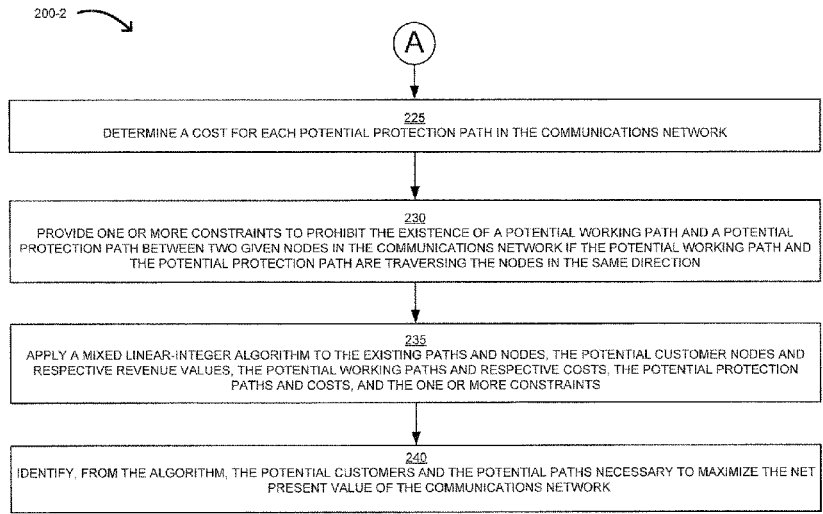 200-2
A
225
DETERMINE A COST FOR EACH POTENTIAL PROTECTION PATH IN THE COMMUNICATIONS NETWORK
230
PROVIDE ONE OR MORE CONSTRAINTS TO PROHIBIT THE EXISTENCE OF A POTENTIAL WORKING PATH AND A POTENTIAL
PROTECTION PATH BETWEEN TWO GIVEN NODES IN THE COMMUNICATIONS NETWORK IF THE POTENTIAL WORKING PATH AND
THE POTENTIAL PROTECTION PATH ARE TRAVERSING THE NODES IN THE SAME DIRECTION
235
APPLY A MIXED LINEAR-INTEGER ALGORITHM TO THE EXISTING PATHS AND NODES, THE POTENTIAL CUSTOMER NODES AND
RESPECTIVE REVENUE VALUES, THE POTENTIAL WORKING PATHS AND RESPECTIVE COSTS, THE POTENTIAL PROTECTION
PATHS AND COSTS, AND THE ONE OR MORE CONSTRAINTS
240
IDENTIFY, FROM THE ALGORITHM, THE POTENTIAL CUSTOMERS AND THE POTENTIAL PATHS NECESSARY TO MAXIMIZE THE NET
PRESENT VALUE OF THE COMMUNICATIONS NETWORK